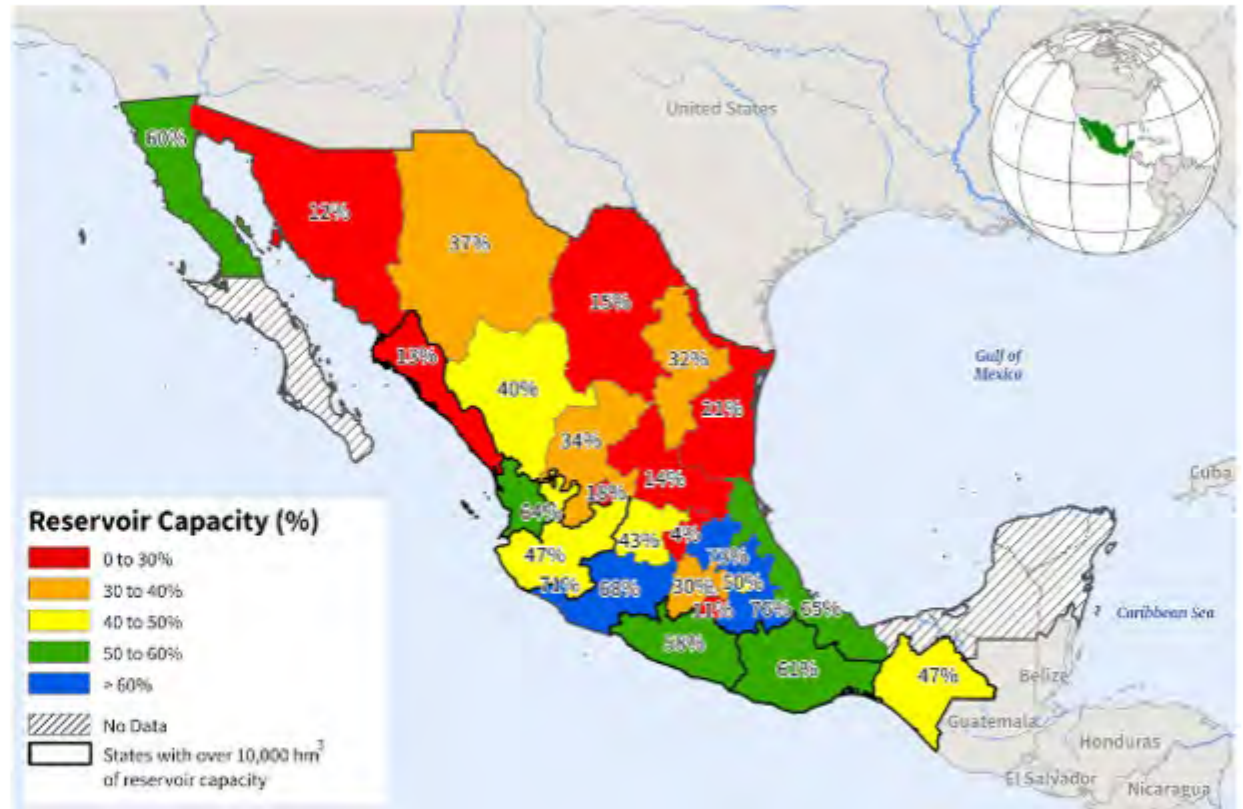 United States
60%
12%
37%
15%
Gulf of
Mexico
32%
13%
40%
21%
34%
Cuba
14%
Reservoir Capacity (%)
0 to 30%
30 to 40%
40 to 50%
50 to 60%
> 60%
No Data
States with over 10,000 hm³
of reservoir capacity
4%
43%
47%
71%
68%
30%
50%
11%
Caribbean Sea
58%
61%
47%
Belize
Guatemala
Honduras
El Salvador
Nicaragua